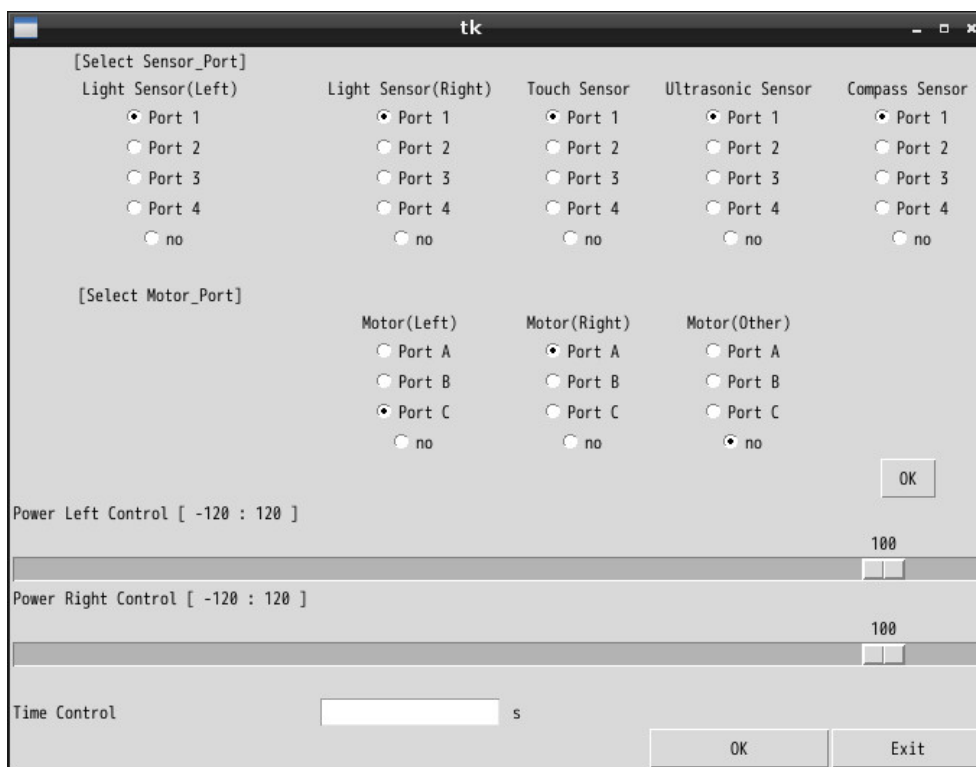 tk
[Select Sensor_Port]
Light Sensor(Left) Light Sensor(Right) Touch Sensor Ultrasonic Sensor Compass Sensor
Port 1 Port 1 Port 1 Port 1 Port 1
Port 2 Port 2 Port 2 Port 2 Port 2
Port 3 Port 3 Port 3 Port 3 Port 3
Port 4 Port 4 Port 4 Port 4 Port 4
no no no no no
[Select Motor_Port]
Motor(Left) Motor(Right) Motor(Other)
Port A Port A Port A
Port B Port B Port B
Port C Port C Port C
no no no
OK
Power Left Control [ -120 : 120 ]
100
Power Right Control [ -120 : 120 ]
100
Time Control s
OK Exit